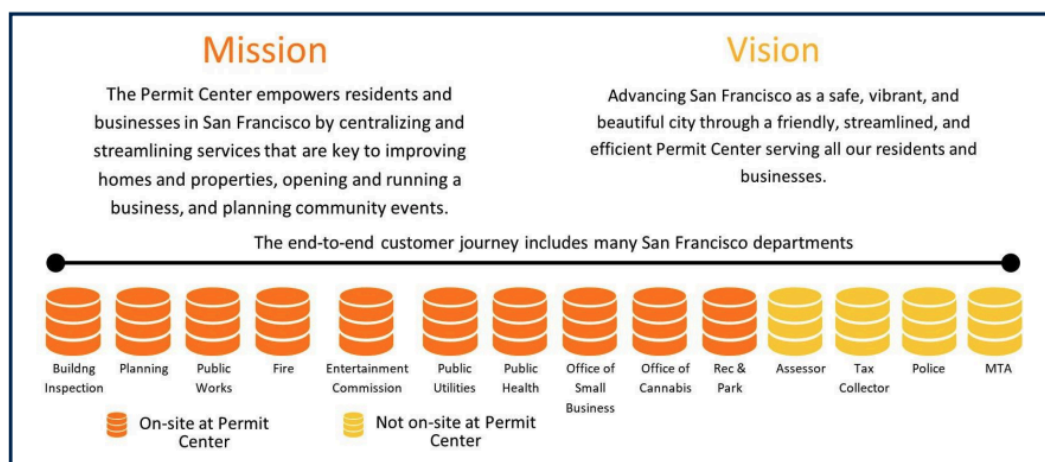 Mission
The Permit Center empowers residents and
businesses in San Francisco by centralizing and
streamlining services that are key to improving
homes and properties, opening and running a
business, and planning community events.
Vision
Advancing San Francisco as a safe, vibrant, and
beautiful city through a friendly, streamlined, and
efficient Permit Center serving all our residents and
businesses.
The end-to-end customer journey includes many San Francisco departments
Buildng
Inspection
Planning
Public
Works
Fire
Entertainment
Commission
Public
Utilities
Public
Health
Office of
Small
Business
Office of
Cannabis
Rec &
Park
Assessor
Tax
Collector
Police
MTA
On-site at Permit
Center
Not on-site at Permit
Center